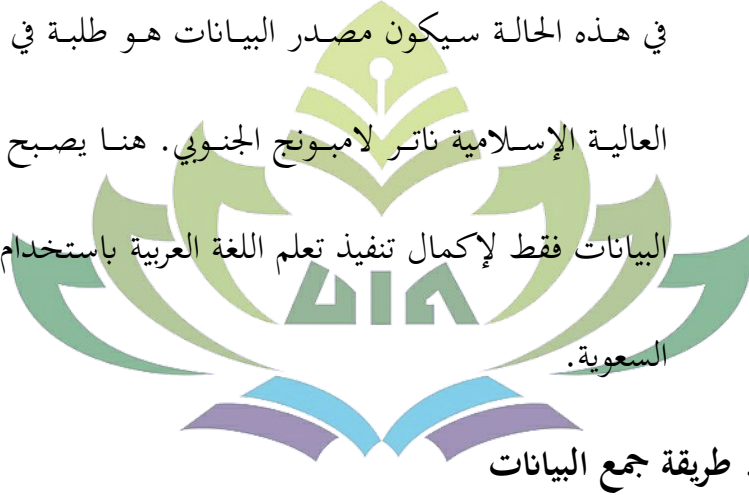 في هذه الحالة سيكون مصدر البيانات هو طلبة في
العالية الإسلامية ناتر لامبونج الجنوبي. هنا يصبح
البيانات فقط لإكمال تنفيذ تعلم اللغة العربية باستخدام
UIN
السعوية.
. طريقة جمع البيانات